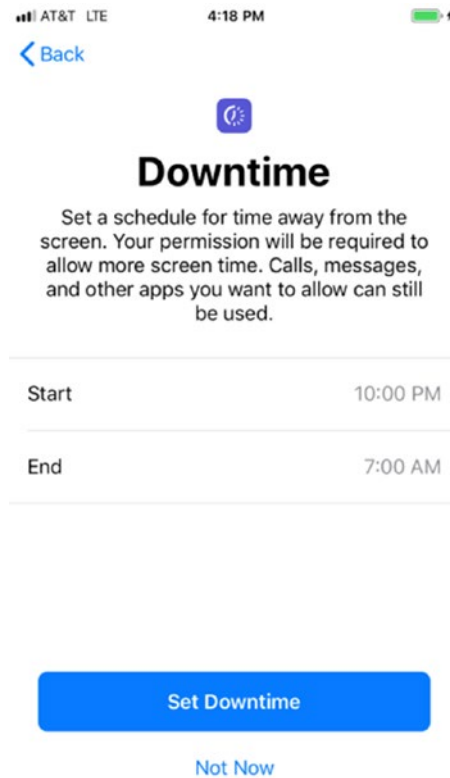 AT&T LTE 4:18 PM
Back
Downtime
Set a schedule for time away from the
screen. Your permission will be required to
allow more screen time. Calls, messages,
and other apps you want to allow can still
be used.
Start 10:00 PM
End 7:00 AM
Set Downtime
Not Now